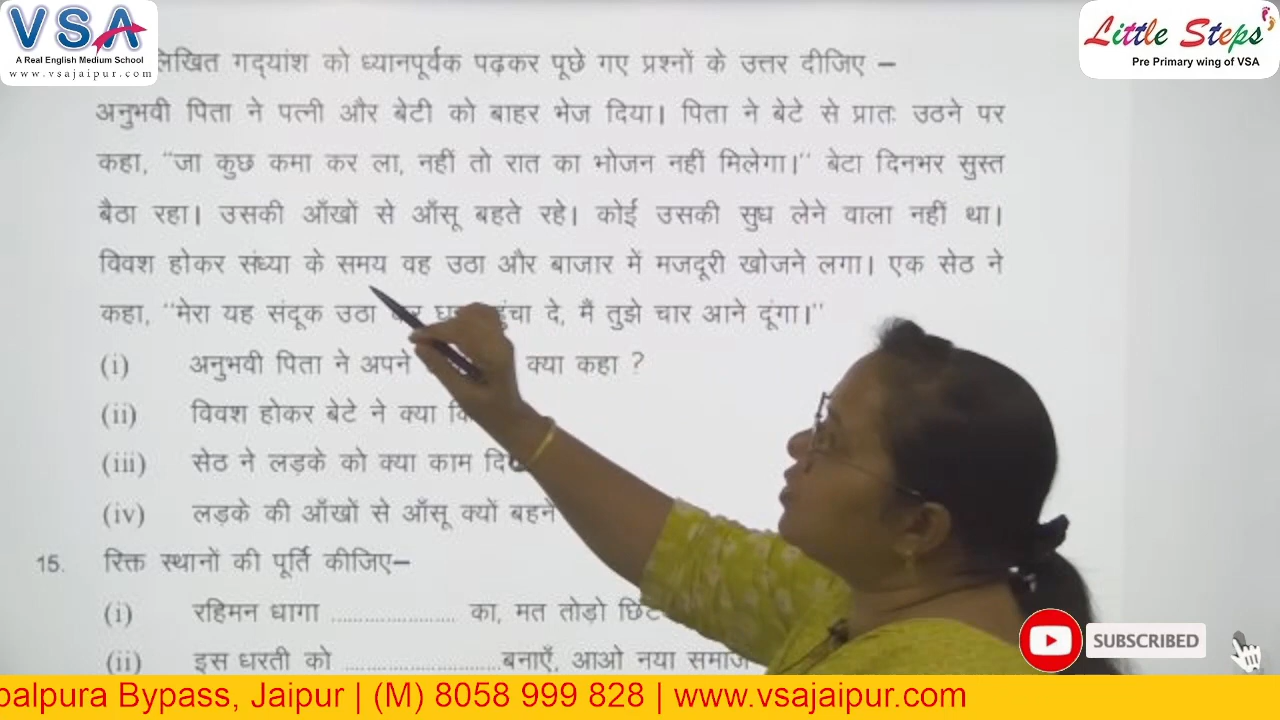 VSA
A Real English Medium School
www.vsajaipur.com
Little Steps
Pre Primary wing of VSA
लिखित गद्यांश को ध्यानपूर्वक पढ़कर पूछे गए प्रश्नों के उत्तर दीजिए –
अनुभवी पिता ने पत्नी और बेटी को बाहर भेज दिया। पिता ने बेटे से प्रातः उठने पर
कहा, "जा कुछ कमा कर ला, नहीं तो रात का भोजन नहीं मिलेगा।" बेटा दिनभर सुस्त
बैठा रहा। उसकी आँखों से आँसू बहते रहे। कोई उसकी सुध लेने वाला नहीं था।
विवश होकर संध्या के समय वह उठा और बाजार में मजदूरी खोजने लगा। एक सेठ ने
कहा, "मेरा यह संदूक उठा कर दे, मैं तुझे चार आने दूंगा।"
(i) अनुभवी पिता ने अपने क्या कहा ?
(ii) विवश होकर बेटे ने क्या
(iii) सेठ ने लड़के को क्या काम
(iv) लड़के की आँखों से आँसू क्यों बहने
15. रिक्त स्थानों की पूर्ति कीजिए–
(i) रहिमन धागा ........................ का, मत तोड़ो
(ii) इस धरती को ..............................बनाएँ, आओ नया समाज
SUBSCRIBED
Bypass, Jaipur | (M) 8058 999 828 | www.vsajaipur.com